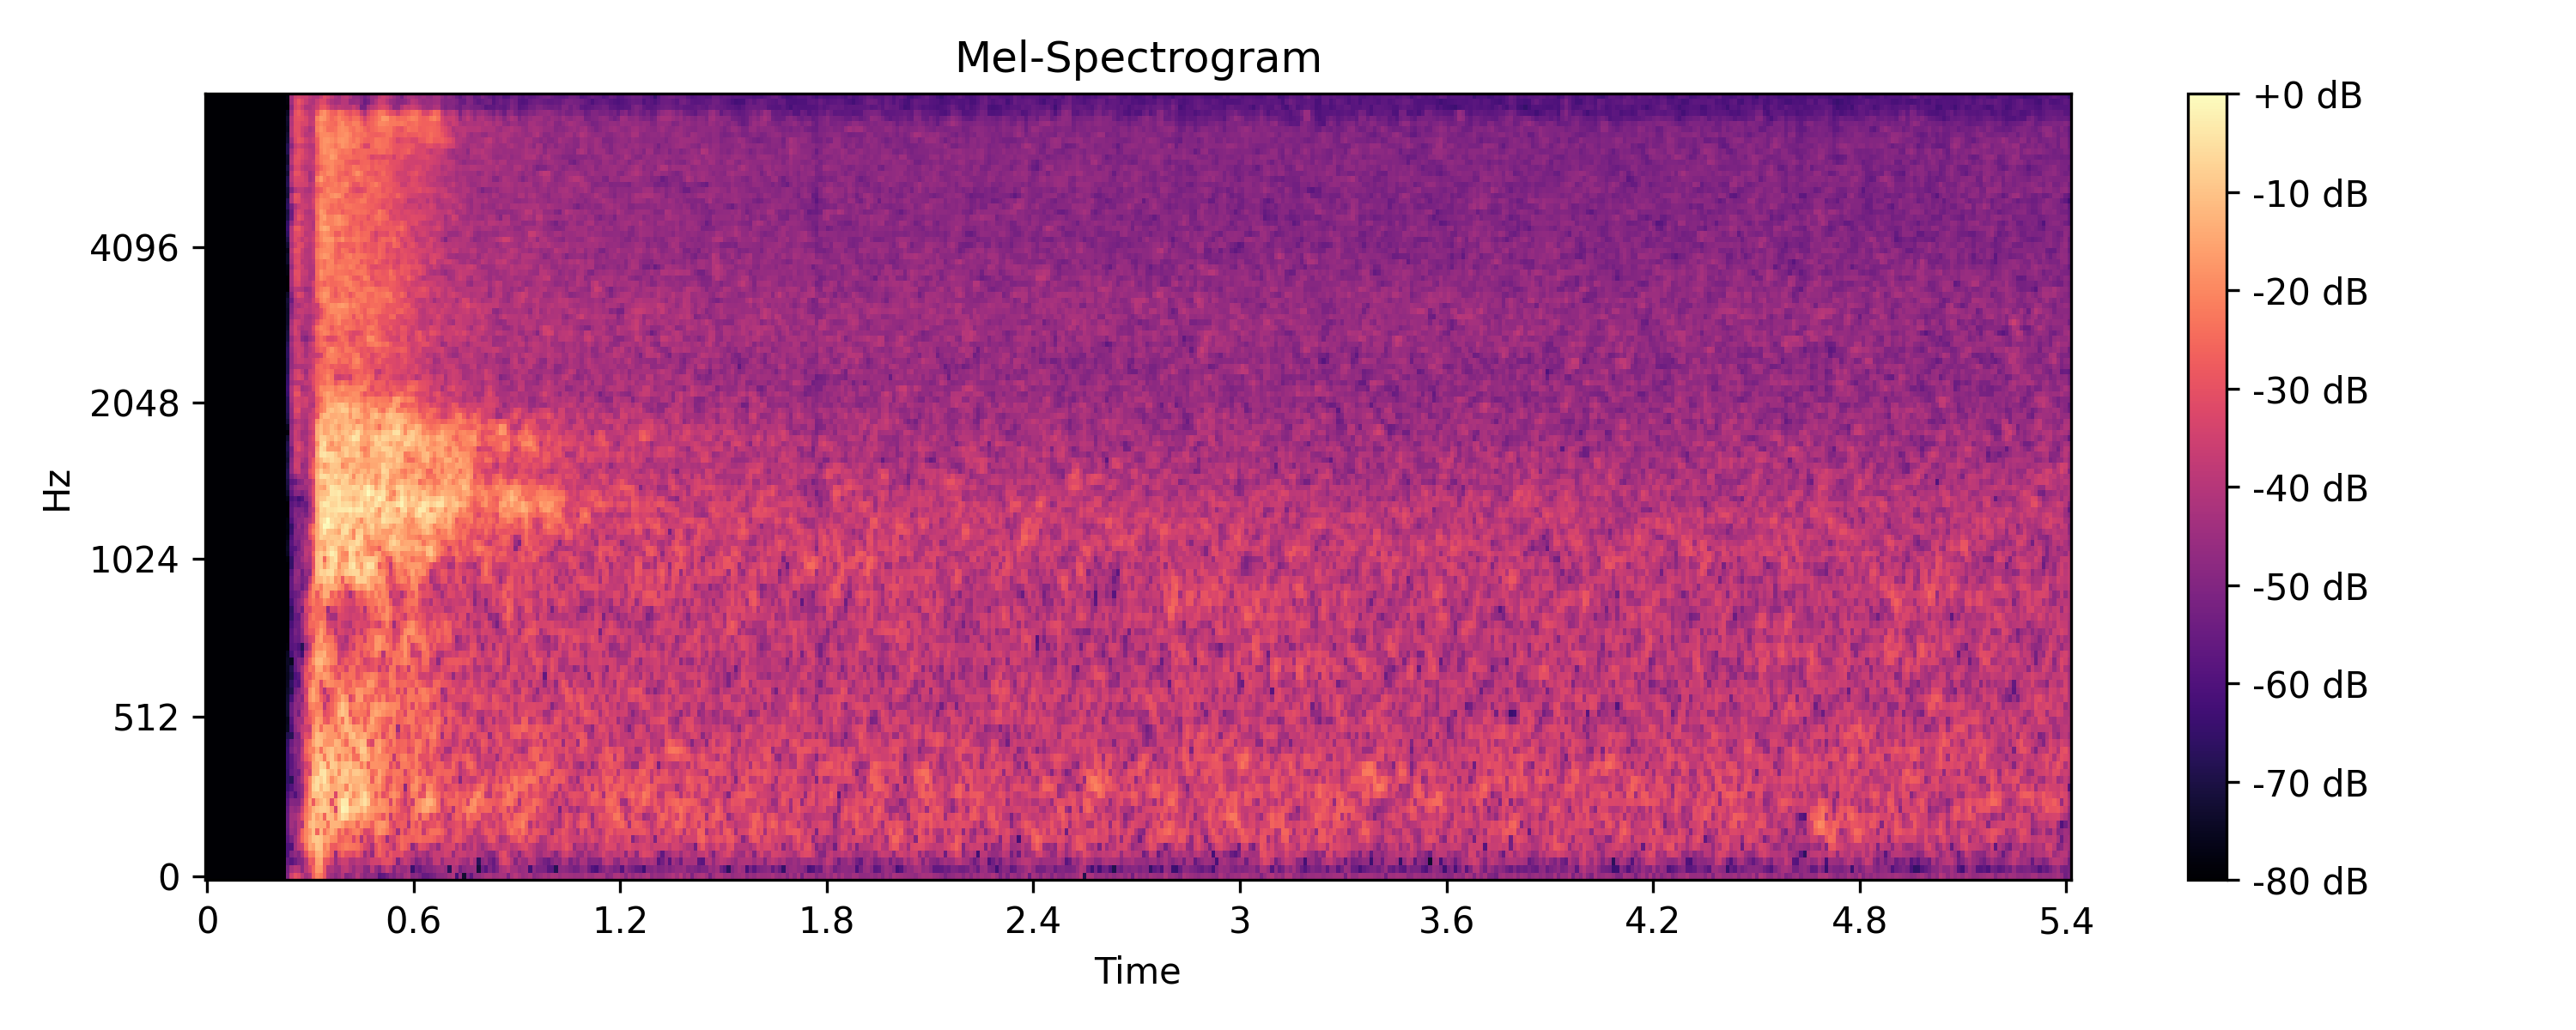 Mel-Spectrogram
+0 dB
-10 dB
-20 dB
-30 dB
-40 dB
-50 dB
-60 dB
-70 dB
-80 dB
Hz
4096
2048
1024
512
0
0 0.6 1.2 1.8 2.4 3 3.6 4.2 4.8 5.4
Time